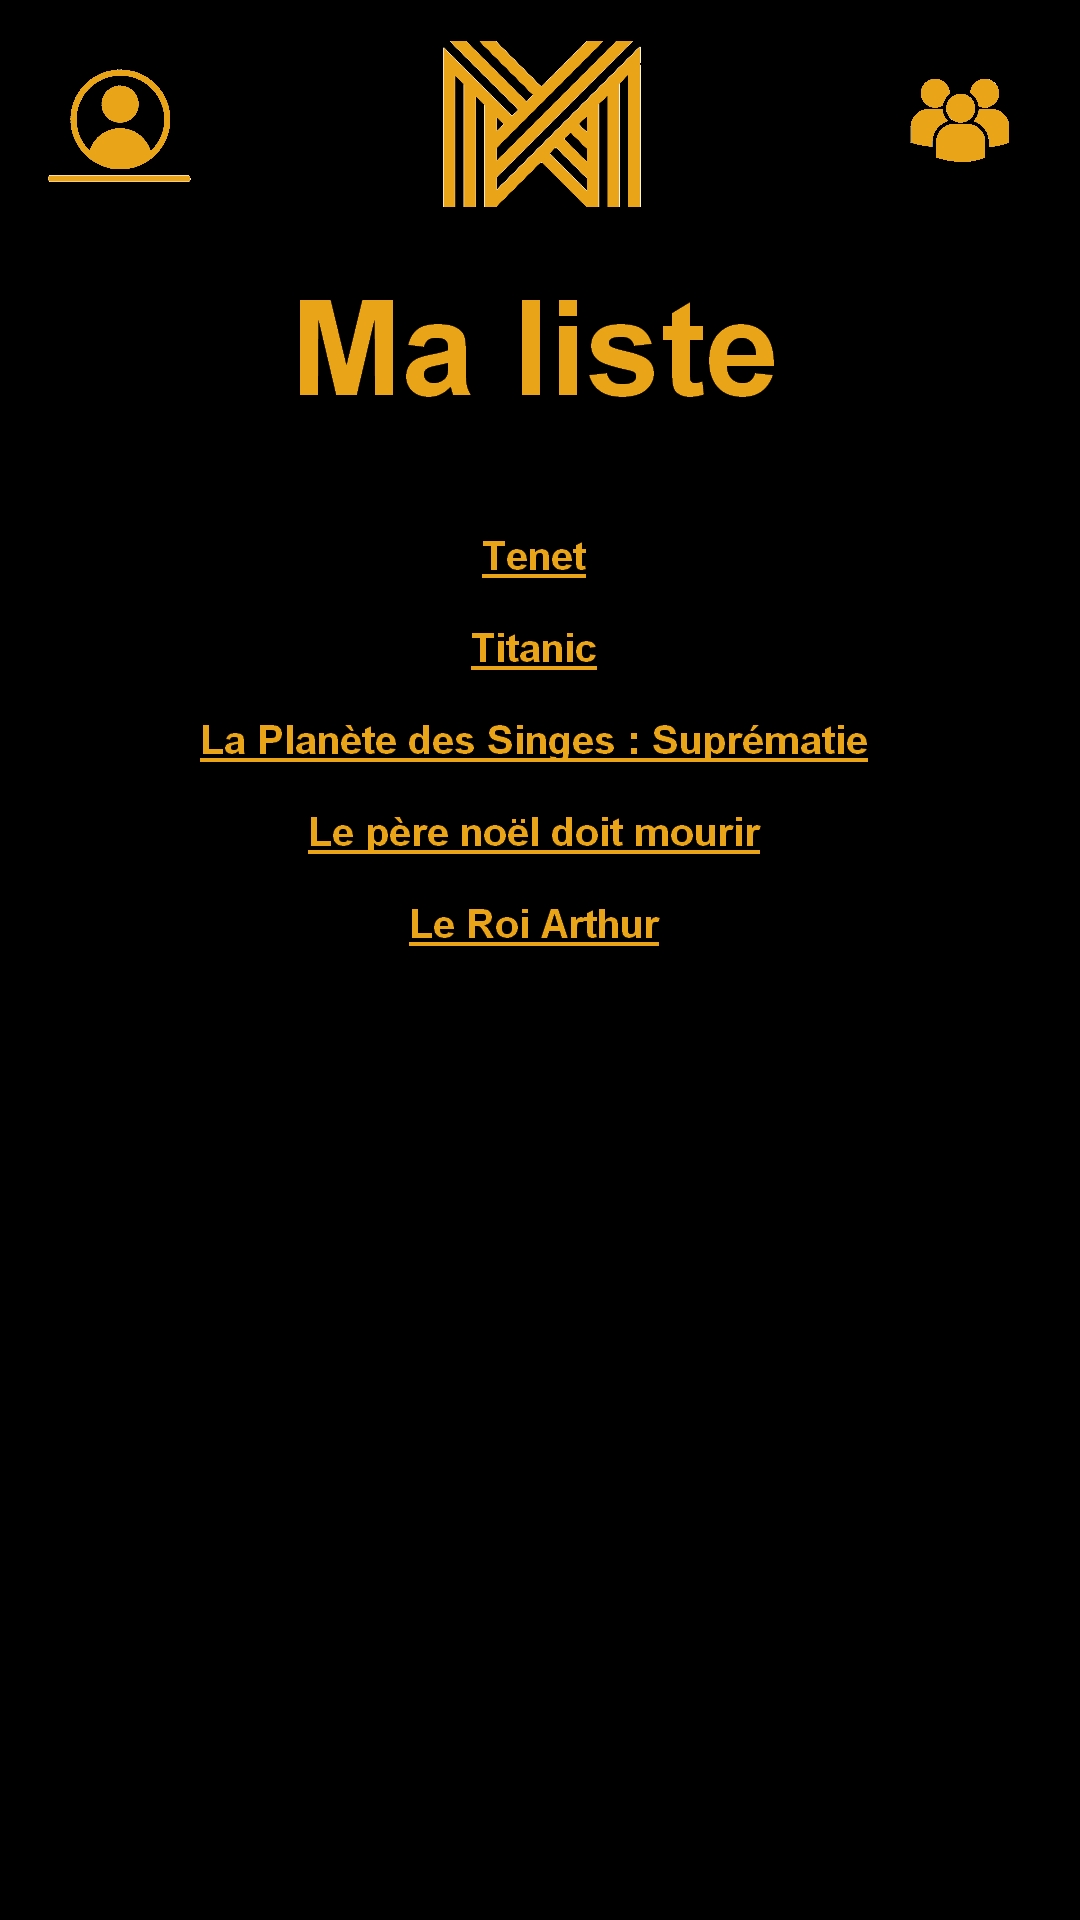 Ma liste
Tenet
Titanic
La Planète des Singes : Suprématie
Le père noël doit mourir
Le Roi Arthur